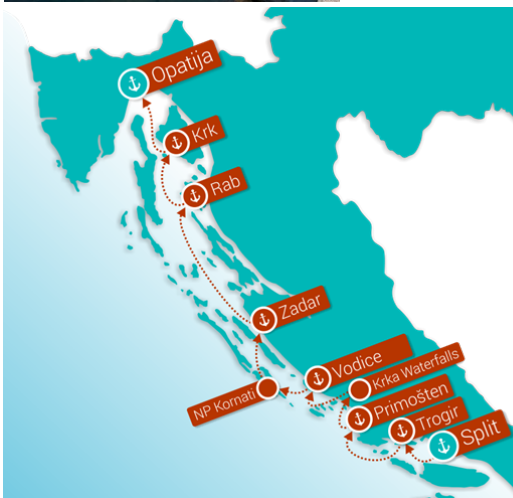 Opatija
Krk
Rab
Zadar
Vodice
Krka Waterfalls
NP Kornati
Primošten
Trogir
Split